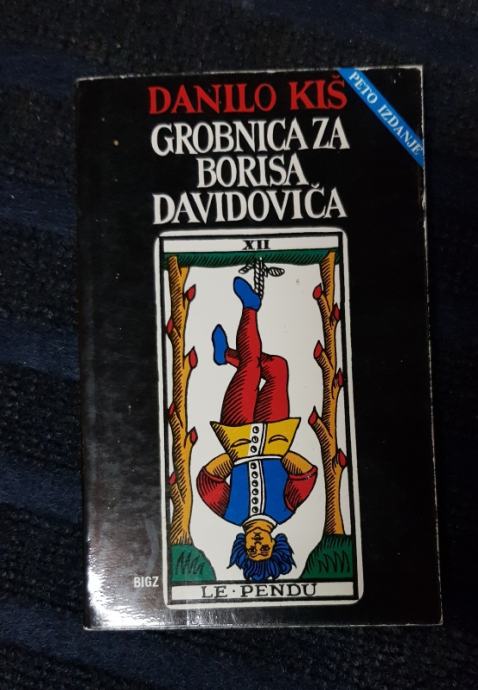 DANILO KIŠ
PETO IZDANJE
GROBNICA ZA
BORISA
DAVIDOVIČA
XII
BIGZ
LE·PENDU